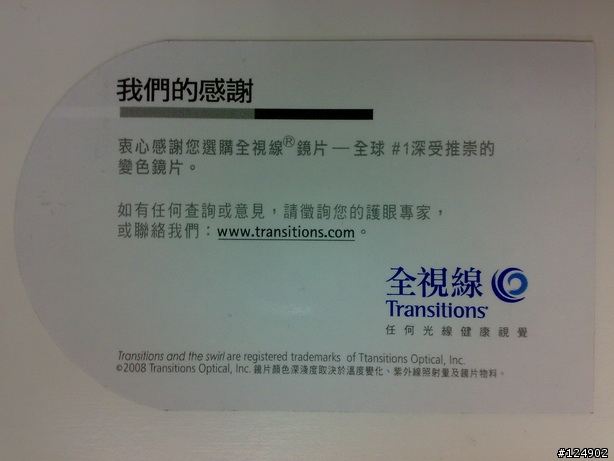 我們的感謝
衷心感謝您選購全視線®鏡片—全球 #1深受推崇的
變色鏡片。
如有任何查詢或意見，請徵詢您的護眼專家，
或聯絡我們：www.transitions.com。
全視線
Transitions®
任何光線健康視覺
Transitions and the swirl are registered trademarks of Ttansitions Optical, Inc.
©2008 Transitions Optical, Inc. 鏡片顏色深淺度取決於溫度變化、紫外線照射量及鏡片物料。
#124902